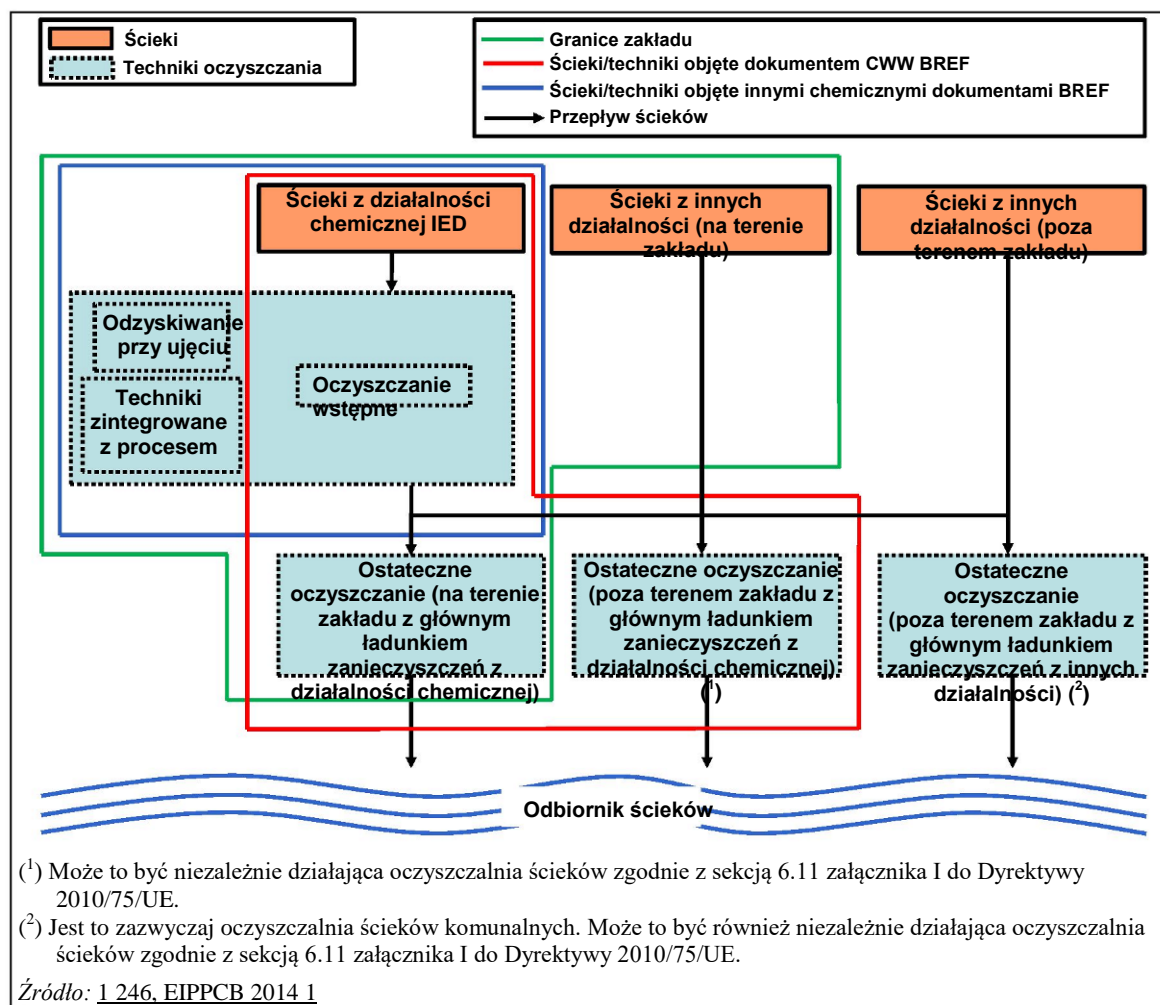 Ścieki
Techniki oczyszczania
Granice zakładu
Ścieki/techniki objęte dokumentem CWW BREF
Ścieki/techniki objęte innymi chemicznymi dokumentami BREF
Przepływ ścieków
Ścieki z działalności
chemicznej IED
Ścieki z innych
działalności (na terenie
zakładu)
Ścieki z innych
działalności (poza
terenem zakładu)
Odzyskiwanie
przy ujęciu
Techniki
zintegrowane
z procesem
Oczyszczanie
wstępne
Ostateczne
oczyszczanie (na terenie
zakładu z głównym
ładunkiem
zanieczyszczeń z
działalności chemicznej)
Ostateczne oczyszczanie
(poza terenem zakładu z
głównym ładunkiem
zanieczyszczeń z
działalności chemicznej)
(¹)
Ostateczne
oczyszczanie
(poza terenem zakładu z
głównym ładunkiem
zanieczyszczeń z innych
działalności) (²)
Odbiornik ścieków
(¹) Może to być niezależnie działająca oczyszczalnia ścieków zgodnie z sekcją 6.11 załącznika I do Dyrektywy
2010/75/UE.
(²) Jest to zazwyczaj oczyszczalnia ścieków komunalnych. Może to być również niezależnie działająca oczyszczalnia
ścieków zgodnie z sekcją 6.11 załącznika I do Dyrektywy 2010/75/UE.
Źródło: 1 246, EIPPCB 2014 1